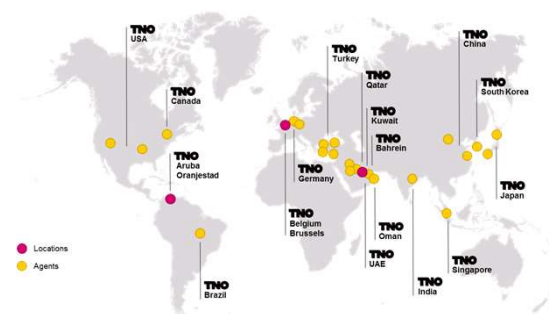 TNO
USA
TNO
Canada
TNO
Aruba
Oranjestad
TNO
Brazil
TNO
Turkey
TNO
Qatar
TNO
Kuwait
TNO
Bahrein
TNO
Germany
TNO
Belgium
Brussels
TNO
Oman
TNO
UAE
TNO
China
TNO
South Korea
TNO
Japan
TNO
Singapore
TNO
India
Locations
Agents